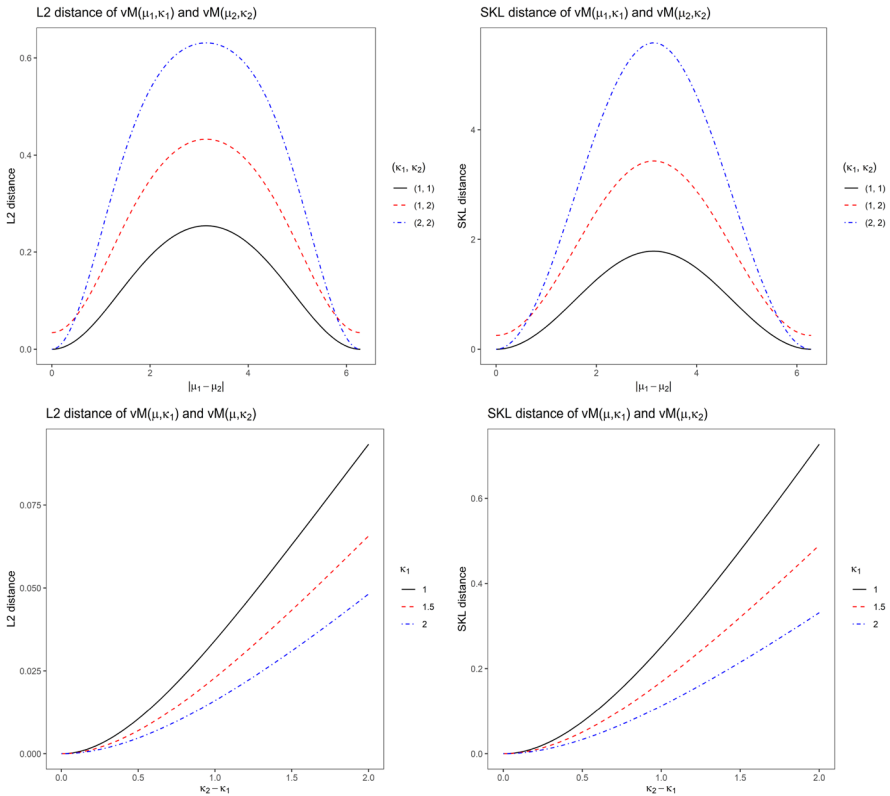 L2 distance of vM(μ₁,κ₁) and vM(μ₂,κ₂)
L2 distance
0.6
0.4
0.2
0.0
0
2
4
6
|μ₁−μ₂|
(κ₁, κ₂)
(1, 1)
(1, 2)
(2, 2)
SKL distance of vM(μ₁,κ₁) and vM(μ₂,κ₂)
SKL distance
4
2
0
0
2
4
6
|μ₁−μ₂|
(κ₁, κ₂)
(1, 1)
(1, 2)
(2, 2)
L2 distance of vM(μ,κ₁) and vM(μ,κ₂)
L2 distance
0.075
0.050
0.025
0.000
0.0
0.5
1.0
1.5
2.0
κ₂−κ₁
κ₁
1
1.5
2
SKL distance of vM(μ,κ₁) and vM(μ,κ₂)
SKL distance
0.6
0.4
0.2
0.0
0.0
0.5
1.0
1.5
2.0
κ₂−κ₁
κ₁
1
1.5
2